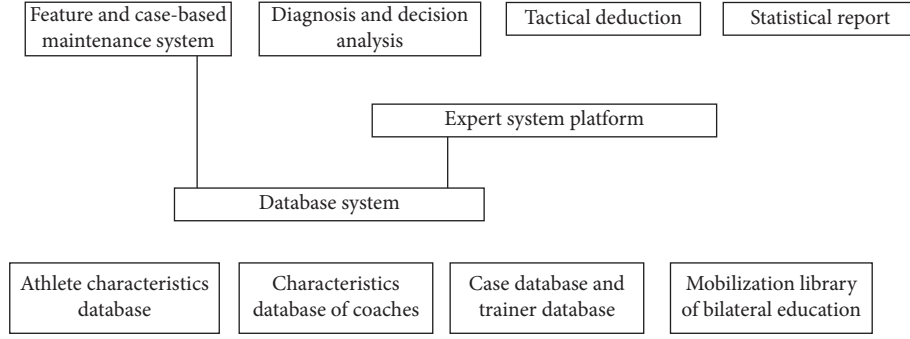 Feature and case-based
maintenance system
Diagnosis and decision
analysis
Tactical deduction
Statistical report
Expert system platform
Database system
Athlete characteristics
database
Characteristics
database of coaches
Case database and
trainer database
Mobilization library
of bilateral education